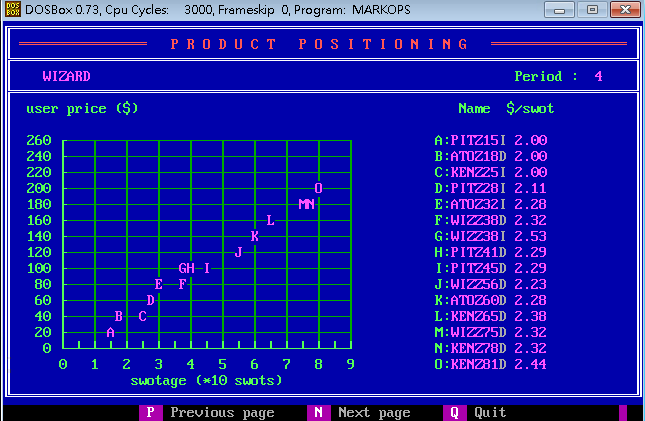 DOSBox 0.73, Cpu Cycles: 3000, Frameskip 0, Program: MARKOPS
PRODUCT POSITIONING
WIZARD Period : 4
user price ($) Name $/swot
260 A:PITZ15I 2.00
240 B:ATOZ18D 2.00
220 C:KENZ25I 2.00
200 O D:PITZ28I 2.11
180 MN E:ATOZ32I 2.28
160 L F:WIZZ38D 2.32
140 K G:WIZZ38I 2.53
120 J H:PITZ41D 2.29
100 GH I I:PITZ45D 2.29
80 E F J:WIZZ56D 2.23
60 D K:ATOZ60D 2.28
40 B C L:KENZ65D 2.38
20 A M:WIZZ75D 2.32
0 N:KENZ78D 2.32
0 1 2 3 4 5 6 7 8 9 O:KENZ81D 2.44
swotage (*10 swots)
P Previous page N Next page Q Quit